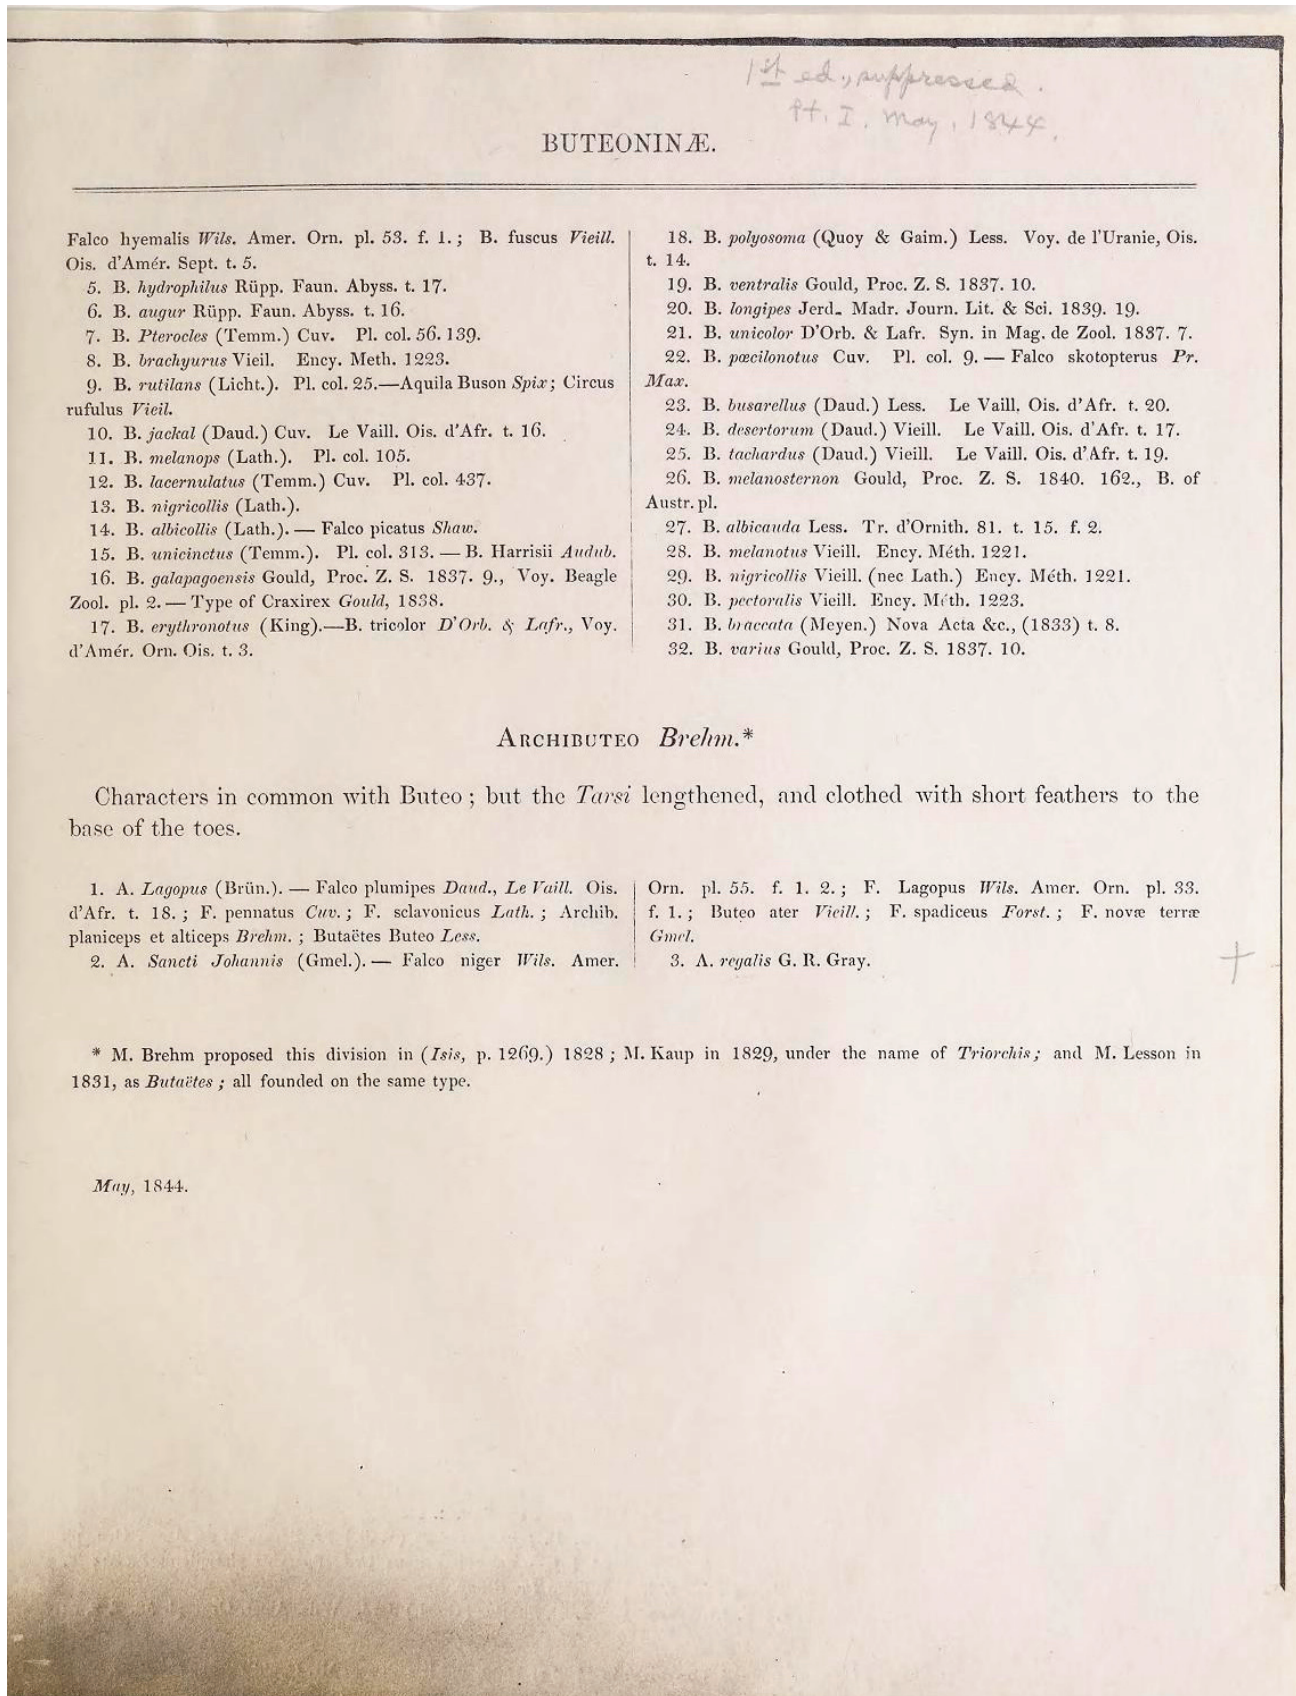 1st ed., suppressed.
Pt. I. May, 1844.
BUTEONINÆ.
Falco hyemalis Wils. Amer. Orn. pl. 53. f. 1.; B. fuscus Vieill.
Ois. d'Amér. Sept. t. 5.
5. B. hydrophilus Rüpp. Faun. Abyss. t. 17.
6. B. augur Rüpp. Faun. Abyss. t. 16.
7. B. Pterocles (Temm.) Cuv. Pl. col. 56. 139.
8. B. brachyurus Vieil. Ency. Meth. 1223.
9. B. rutilans (Licht.). Pl. col. 25.—Aquila Buson Spix; Circus
rufulus Vieil.
10. B. jackal (Daud.) Cuv. Le Vaill. Ois. d'Afr. t. 16.
11. B. melanops (Lath.). Pl. col. 105.
12. B. lacernulatus (Temm.) Cuv. Pl. col. 437.
13. B. nigricollis (Lath.).
14. B. albicollis (Lath.). — Falco picatus Shaw.
15. B. unicinctus (Temm.). Pl. col. 313. — B. Harrisii Audub.
16. B. galapagoensis Gould, Proc. Z. S. 1837. 9., Voy. Beagle
Zool. pl. 2. — Type of Craxirex Gould, 1838.
17. B. erythronotus (King).—B. tricolor D'Orb. & Lafr., Voy.
d'Amér. Orn. Ois. t. 3.
18. B. polyosoma (Quoy & Gaim.) Less. Voy. de l'Uranie, Ois.
t. 14.
19. B. ventralis Gould, Proc. Z. S. 1837. 10.
20. B. longipes Jerd. Madr. Journ. Lit. & Sci. 1839. 19.
21. B. unicolor D'Orb. & Lafr. Syn. in Mag. de Zool. 1837. 7.
22. B. pœcilonotus Cuv. Pl. col. 9. — Falco skotopterus Pr.
Max.
23. B. busarellus (Daud.) Less. Le Vaill. Ois. d'Afr. t. 20.
24. B. desertorum (Daud.) Vieill. Le Vaill. Ois. d'Afr. t. 17.
25. B. tachardus (Daud.) Vieill. Le Vaill. Ois. d'Afr. t. 19.
26. B. melanosternon Gould, Proc. Z. S. 1840. 162., B. of
Austr. pl.
27. B. albicauda Less. Tr. d'Ornith. 81. t. 15. f. 2.
28. B. melanotus Vieill. Ency. Méth. 1221.
29. B. nigricollis Vieill. (nec Lath.) Ency. Méth. 1221.
30. B. pectoralis Vieill. Ency. Méth. 1223.
31. B. braccata (Meyen.) Nova Acta &c., (1833) t. 8.
32. B. varius Gould, Proc. Z. S. 1837. 10.
ARCHIBUTEO Brehm.*
Characters in common with Buteo; but the Tarsi lengthened, and clothed with short feathers to the
base of the toes.
1. A. Lagopus (Brün.). — Falco plumipes Daud., Le Vaill. Ois.
d'Afr. t. 18.; F. pennatus Cuv.; F. sclavonicus Lath.; Archib.
planiceps et alticeps Brehm.; Butaëtes Buteo Less.
2. A. Sancti Johannis (Gmel.). — Falco niger Wils. Amer.
Orn. pl. 55. f. 1. 2.; F. Lagopus Wils. Amer. Orn. pl. 33.
f. 1.; Buteo ater Vieill.; F. spadiceus Forst.; F. novæ terræ
Gmel.
3. A. regalis G. R. Gray.
* M. Brehm proposed this division in (Isis, p. 1269.) 1828; M. Kaup in 1829, under the name of Triorchis; and M. Lesson in
1831, as Butaëtes; all founded on the same type.
May, 1844.